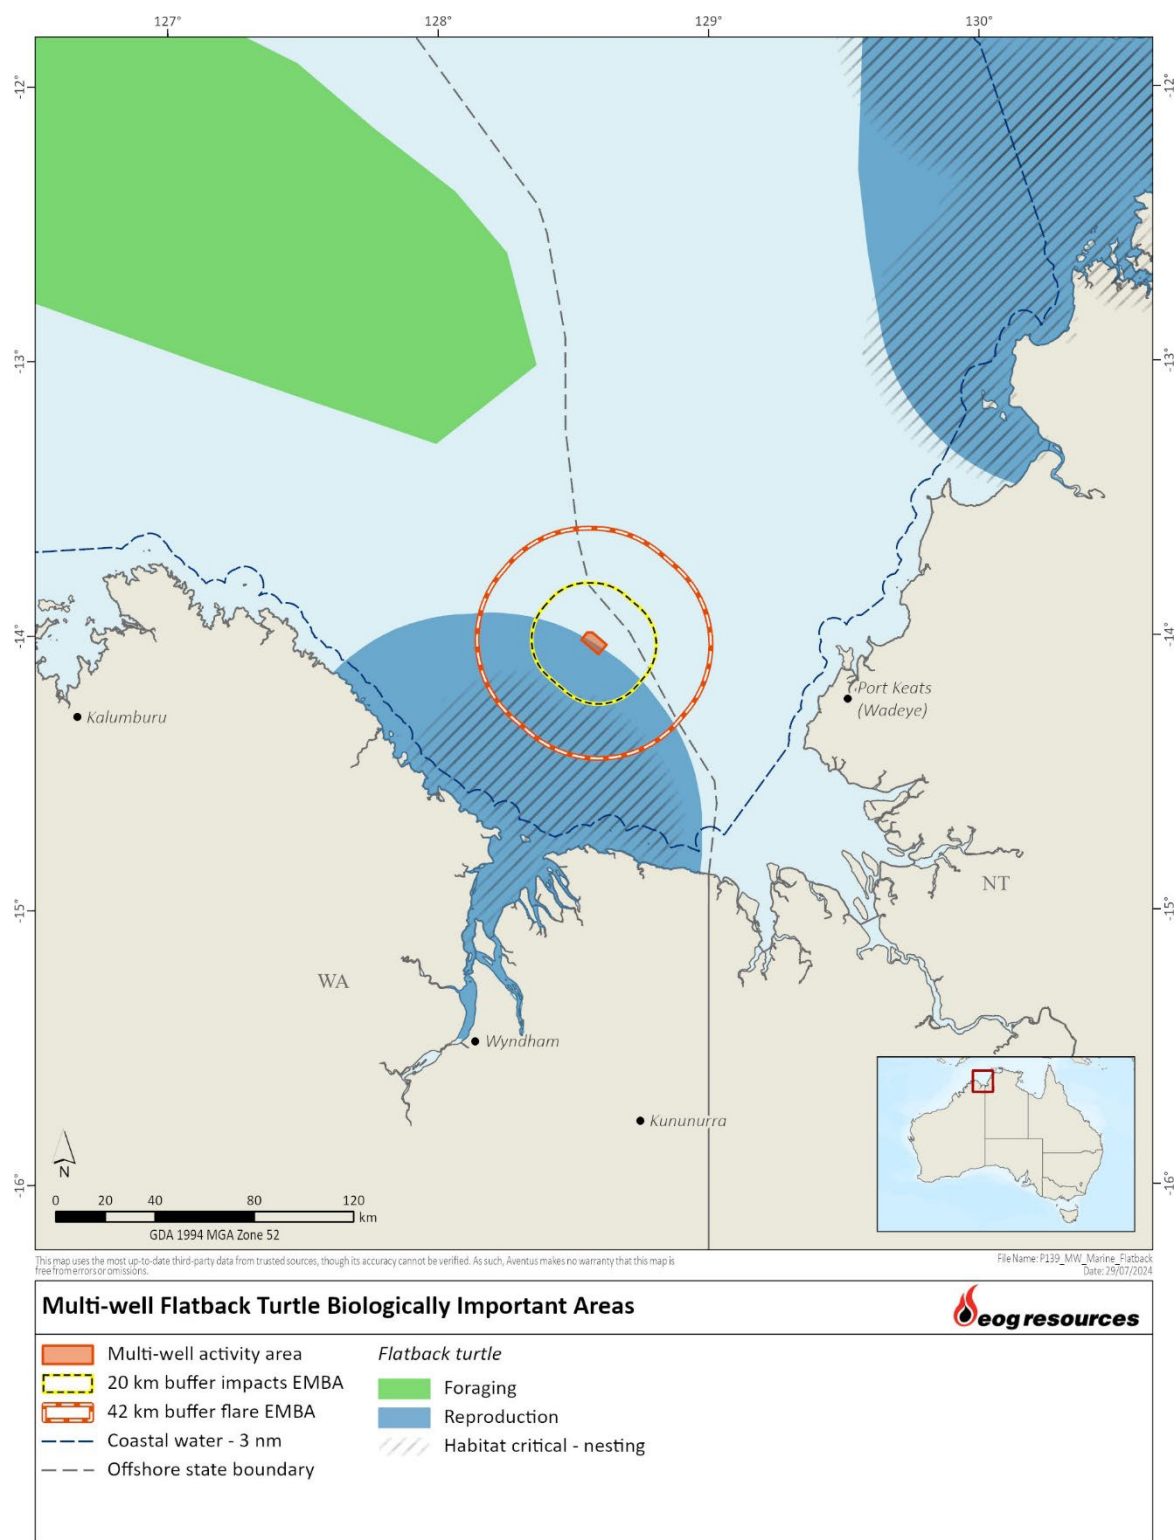 127°
128°
129°
130°
-12°
-12°
-13°
-13°
-14°
-14°
Kalumburu
Port Keats
(Wadeye)
NT
-15°
-15°
WA
Wyndham
Kununurra
-16°
-16°
N
0 20 40 80 120
km
GDA 1994 MGA Zone 52
This map uses the most up-to-date third-party data from trusted sources, though its accuracy cannot be verified. As such, Aventus makes no warranty that this map is
free from errors or omissions.
File Name: P139_MW_Marine_Flatback
Date: 29/07/2024
Multi-well Flatback Turtle Biologically Important Areas
eog resources
Multi-well activity area
20 km buffer impacts EMBA
42 km buffer flare EMBA
Coastal water - 3 nm
Offshore state boundary
Flatback turtle
Foraging
Reproduction
Habitat critical - nesting